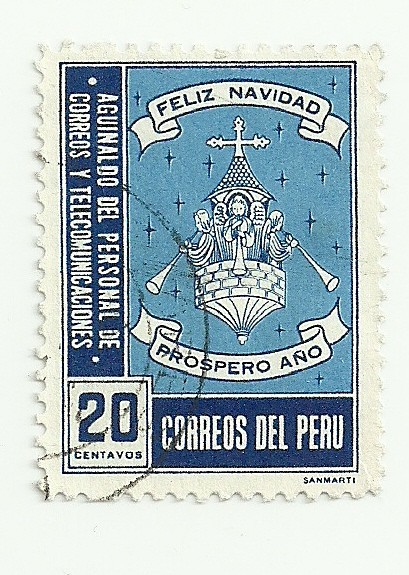 FELIZ NAVIDAD
PROSPERO AÑO
AGUINALDO DEL PERSONAL DE
CORREOS Y TELECOMUNICACIONES
20
CENTAVOS
CORREOS DEL PERU
SANMARTI